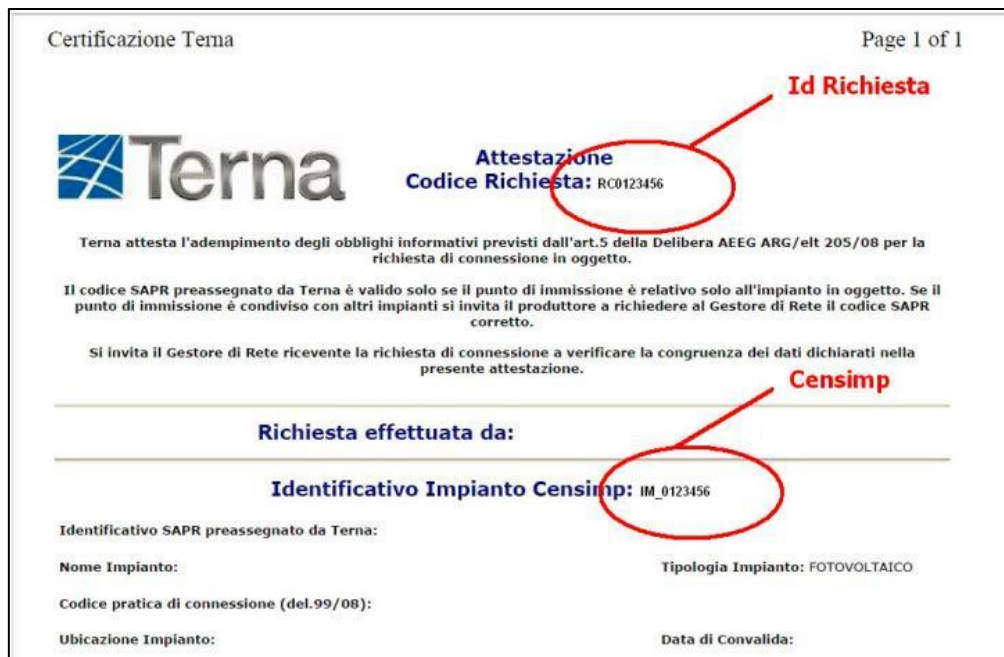 Certificazione Terna Page 1 of 1
Id Richiesta
Terna
Attestazione
Codice Richiesta: RC0123456
Terna attesta l'adempimento degli obblighi informativi previsti dall'art.5 della Delibera AEEG ARG/elt 205/08 per la
richiesta di connessione in oggetto.
Il codice SAPR preassegnato da Terna è valido solo se il punto di immissione è relativo solo all'impianto in oggetto. Se il
punto di immissione è condiviso con altri impianti si invita il produttore a richiedere al Gestore di Rete il codice SAPR
corretto.
Si invita il Gestore di Rete ricevente la richiesta di connessione a verificare la congruenza dei dati dichiarati nella
presente attestazione.
Censimp
Richiesta effettuata da:
Identificativo Impianto Censimp: IM_0123456
Identificativo SAPR preassegnato da Terna:
Nome Impianto: Tipologia Impianto: FOTOVOLTAICO
Codice pratica di connessione (del.99/08):
Ubicazione Impianto: Data di Convalida: